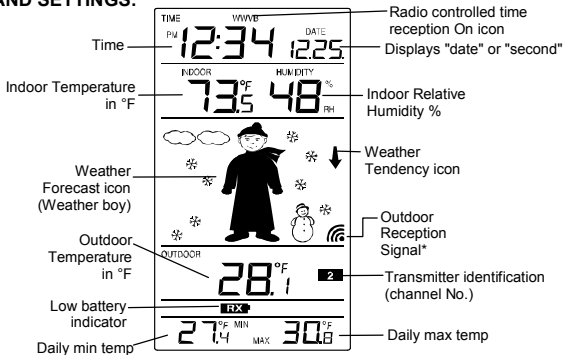 AND SETTINGS:
TIME WWVB DATE
PM 12:34 12.25.
INDOOR HUMIDITY
73.5 °F 48 % RH
OUTDOOR
28.1 °F 2
RX
27.4 °F MIN MAX 30.8 °F
Time
Indoor Temperature
in °F
Weather
Forecast icon
(Weather boy)
Outdoor
Temperature
in °F
Low battery
indicator
Daily min temp
Radio controlled time
reception On icon
Displays "date" or "second"
Indoor Relative
Humidity %
Weather
Tendency icon
Outdoor
Reception
Signal*
Transmitter identification
(channel No.)
Daily max temp